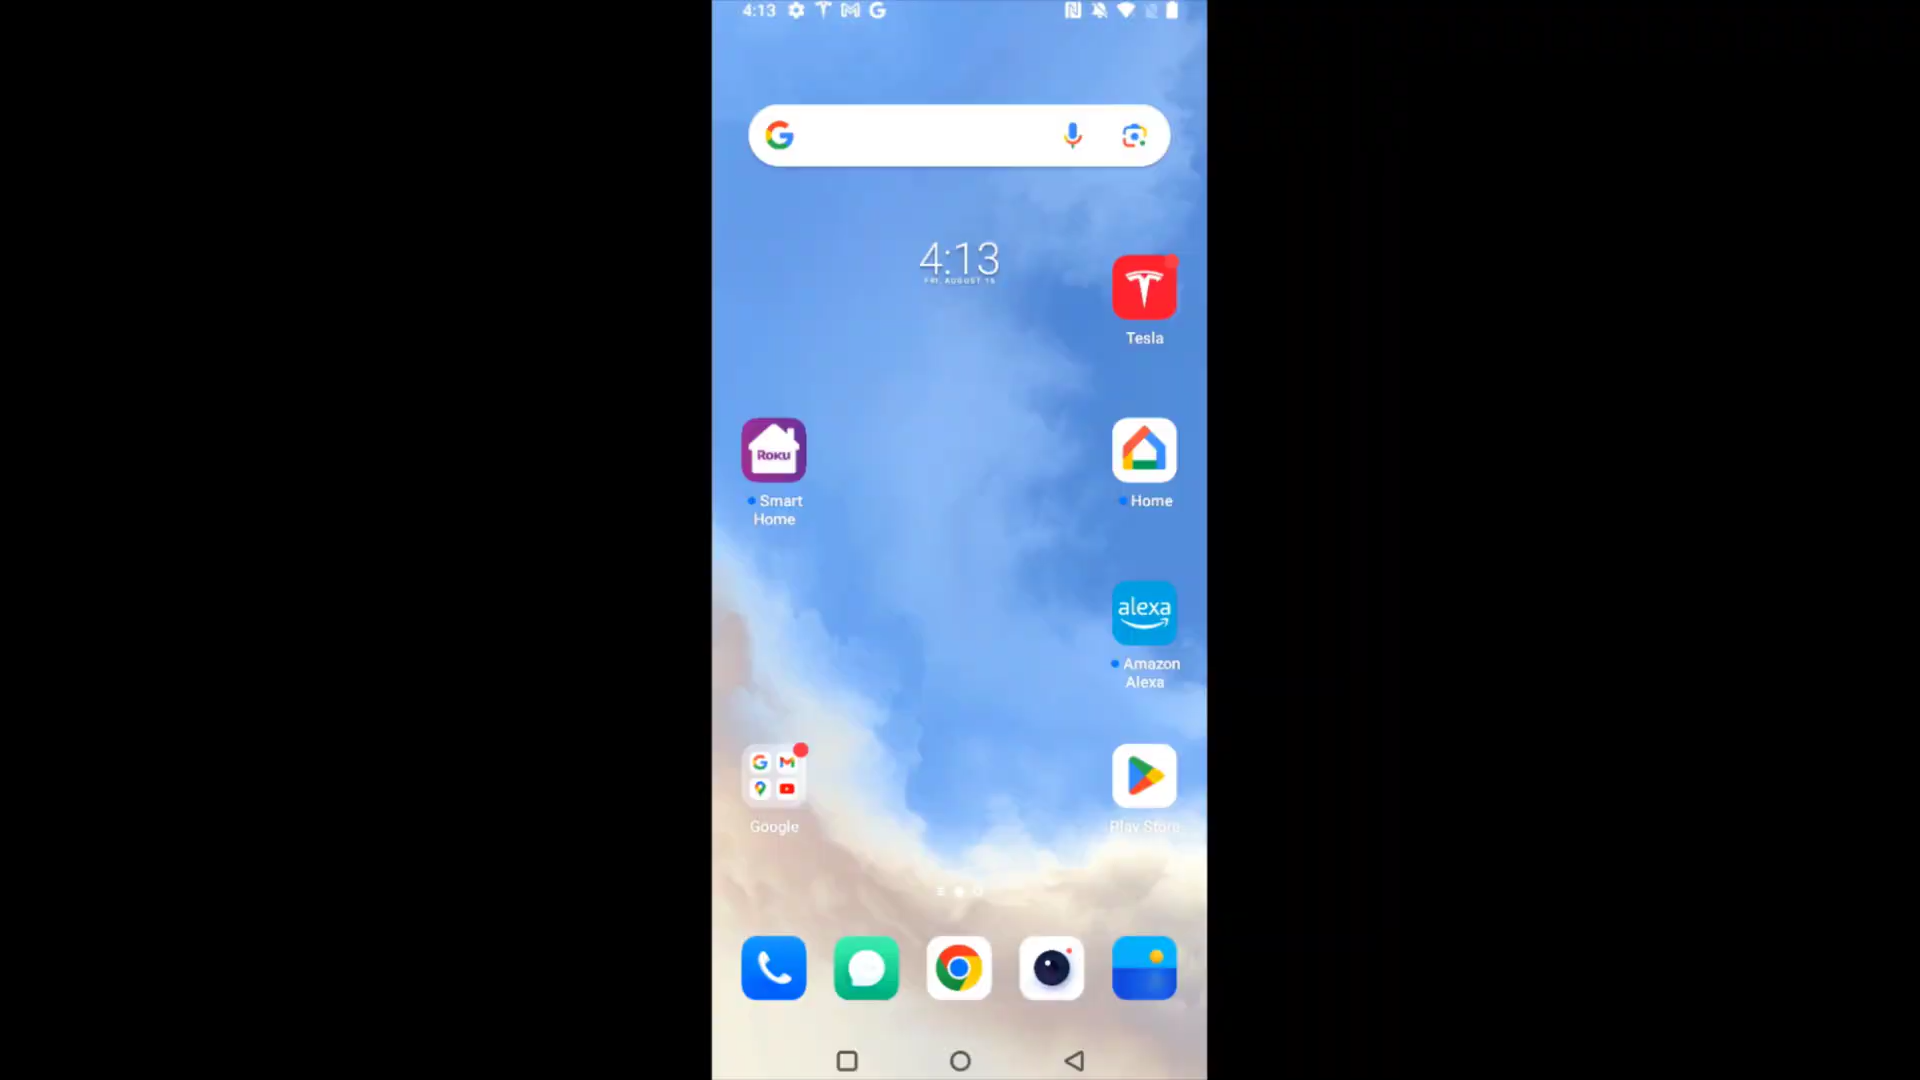 4:13
4:13
FRI, AUGUST 15
Tesla
Roku
Smart
Home
Home
alexa
Amazon
Alexa
Google
Play Store